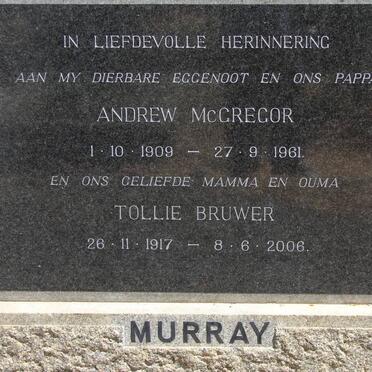 IN LIEFDEVOLLE HERINNERING
AAN MY DIERBARE EGGENOOT EN ONS PAPPA
ANDREW McGREGOR
1·10·1909 — 27·9·1961.
EN ONS GELIEFDE MAMMA EN OUMA
TOLLIE BRUWER
26·11·1917 — 8·6·2006.
MURRAY